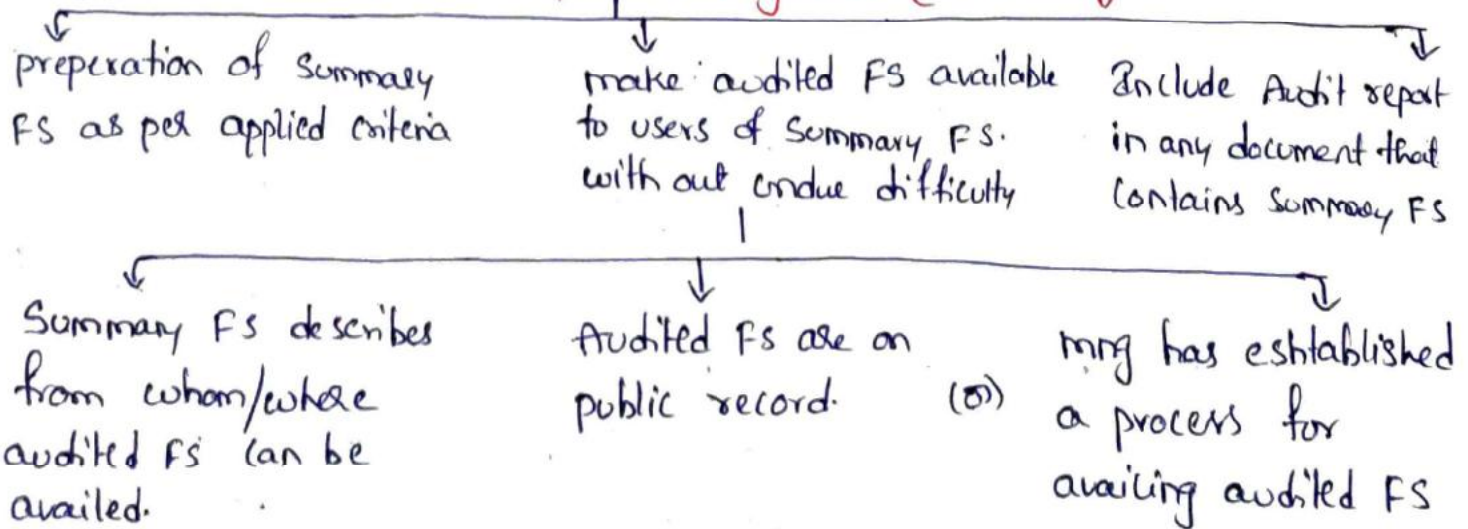 preperation of Summary
FS as per applied criteria
make audited FS available
to users of Summary FS.
with out undue difficulty
Include Audit report
in any document that
Contains Summary FS
Summary FS describes
from whom/where
audited FS can be
availed.
Audited FS are on
public record.
(or)
mng has eshtablished
a process for
availing audited FS